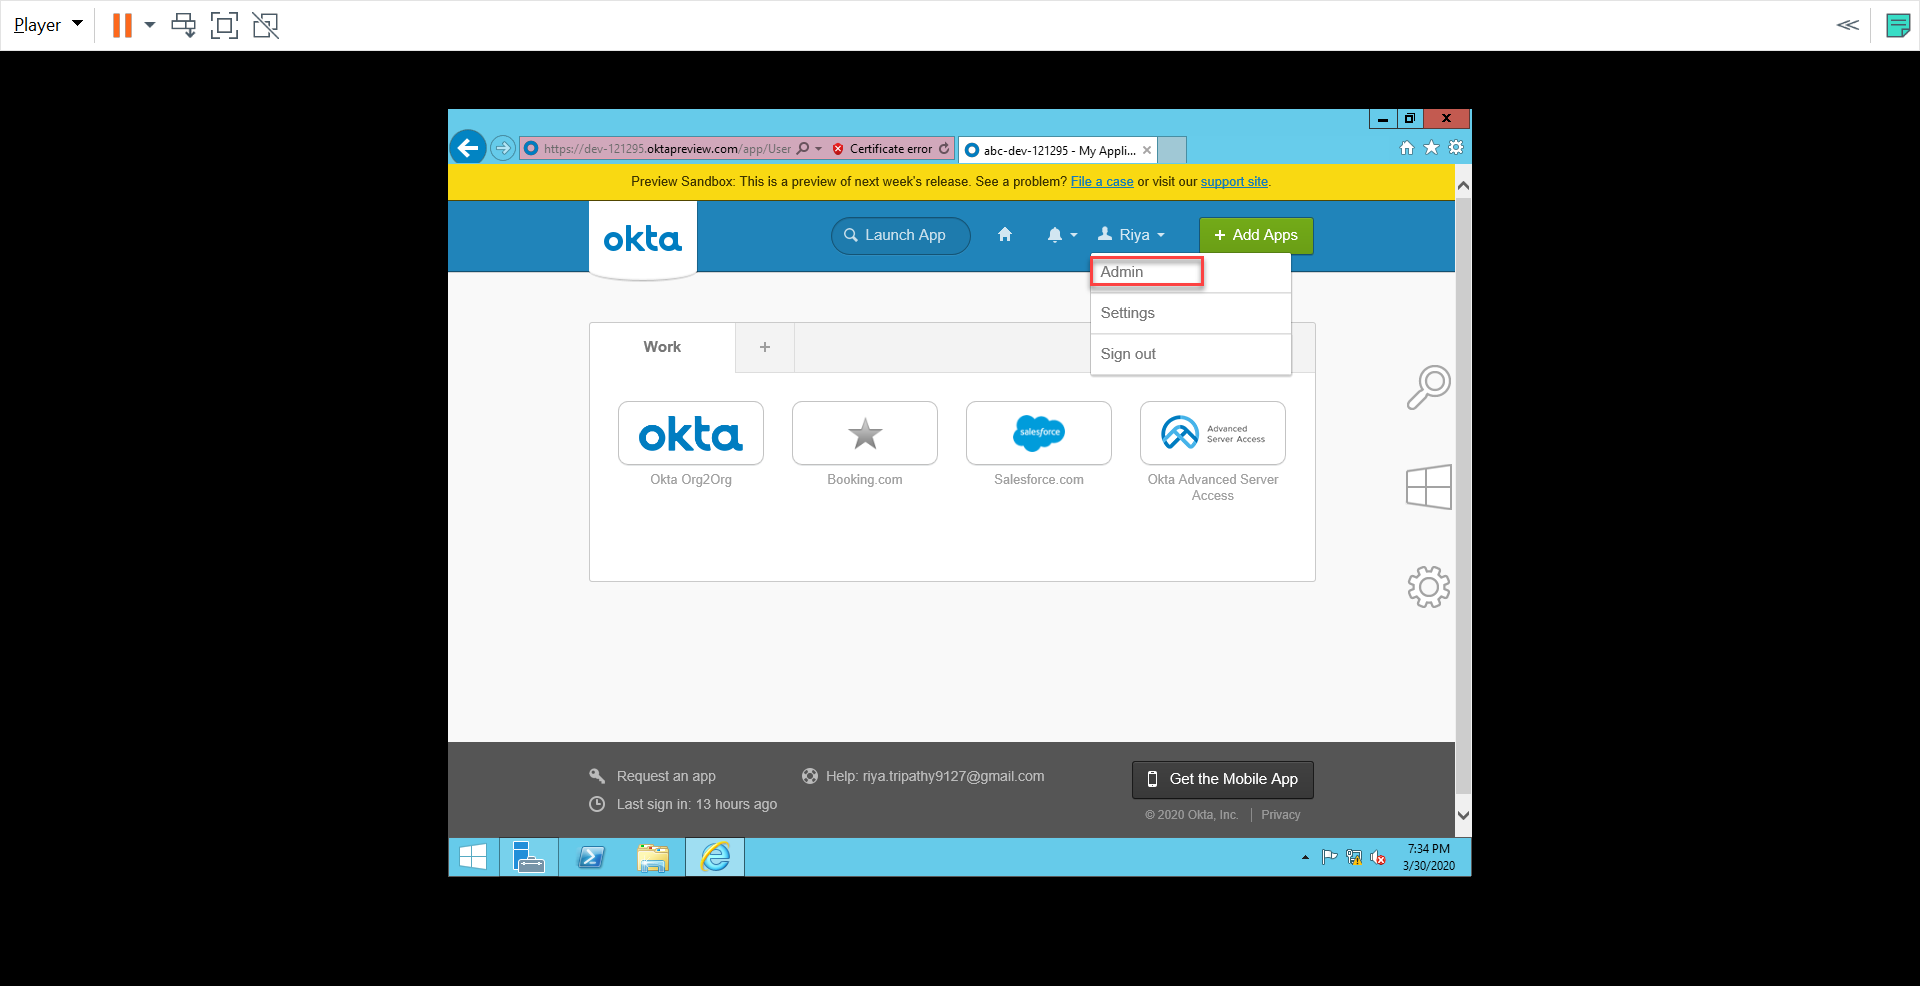 Player
https://dev-121295.oktapreview.com/app/User
Certificate error
abc-dev-121295 - My Appli...
Preview Sandbox: This is a preview of next week's release. See a problem? File a case or visit our support site.
okta
Launch App
Riya
+ Add Apps
Admin
Settings
Sign out
Work
+
okta
salesforce
Advanced
Server Access
Okta Org2Org
Booking.com
Salesforce.com
Okta Advanced Server
Access
Request an app
Help: riya.tripathy9127@gmail.com
Get the Mobile App
Last sign in: 13 hours ago
© 2020 Okta, Inc.
Privacy
7:34 PM
3/30/2020